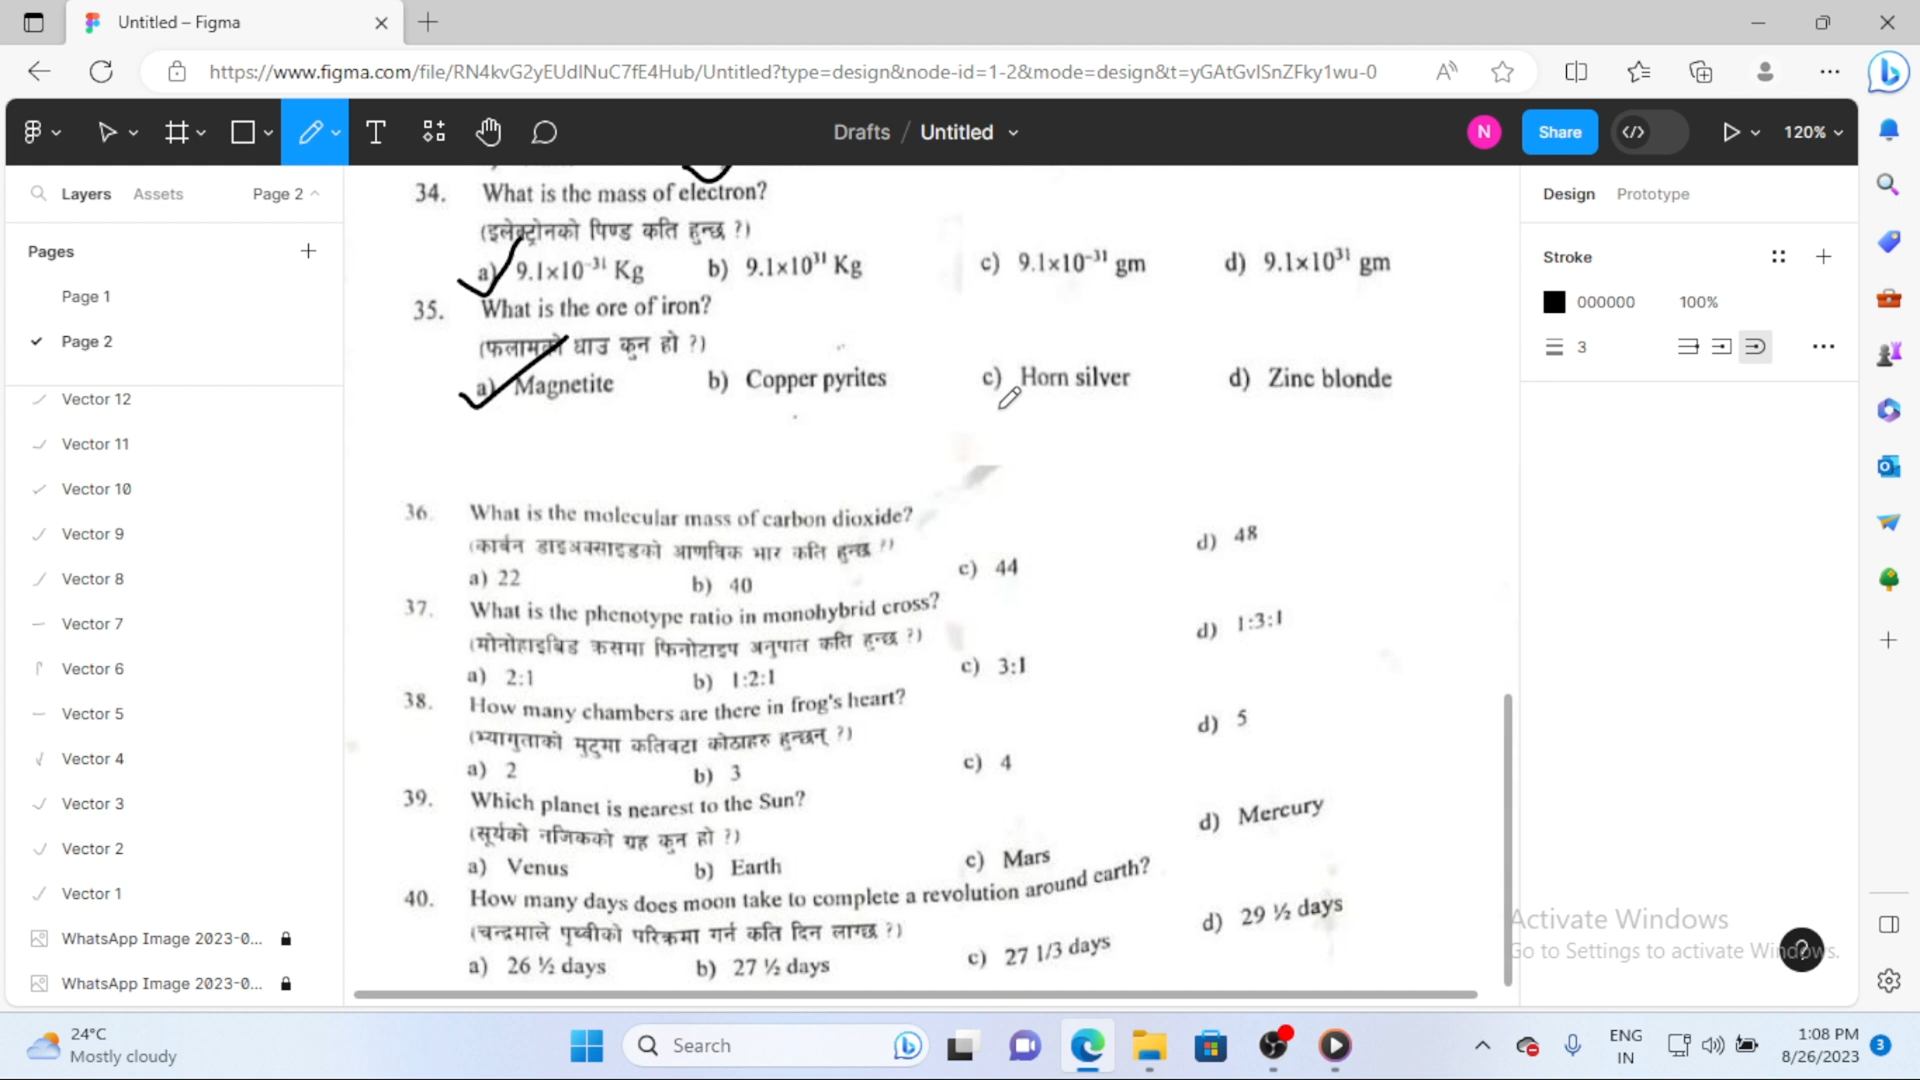 Untitled – Figma
https://www.figma.com/file/RN4kvG2yEUdlNuC7fE4Hub/Untitled?type=design&node-id=1-2&mode=design&t=yGAtGvlSnZFky1wu-0
Drafts / Untitled
N
Share
120%
Layers
Assets
Page 2
Pages
Page 1
Page 2
Vector 12
Vector 11
Vector 10
Vector 9
Vector 8
Vector 7
Vector 6
Vector 5
Vector 4
Vector 3
Vector 2
Vector 1
WhatsApp Image 2023-0...
WhatsApp Image 2023-0...
34. What is the mass of electron?
(इलेक्ट्रोनको पिण्ड कति हुन्छ ?)
a) 9.1×10⁻³¹ Kg b) 9.1×10³¹ Kg c) 9.1×10⁻³¹ gm d) 9.1×10³¹ gm
35. What is the ore of iron?
(फलामको धाउ कुन हो ?)
a) Magnetite b) Copper pyrites c) Horn silver d) Zinc blonde
36. What is the molecular mass of carbon dioxide?
(कार्बन डाइअक्साइडको आणविक भार कति हुन्छ ?)
a) 22 b) 40 c) 44 d) 48
37. What is the phenotype ratio in monohybrid cross?
(मोनोहाइब्रिड क्रसमा फिनोटाइप अनुपात कति हुन्छ ?)
a) 2:1 b) 1:2:1 c) 3:1 d) 1:3:1
38. How many chambers are there in frog's heart?
(भ्यागुताको मुटुमा कतिवटा कोठाहरु हुन्छन् ?)
a) 2 b) 3 c) 4 d) 5
39. Which planet is nearest to the Sun?
(सूर्यको नजिकको ग्रह कुन हो ?)
a) Venus b) Earth c) Mars d) Mercury
40. How many days does moon take to complete a revolution around earth?
(चन्द्रमाले पृथ्वीको परिक्रमा गर्न कति दिन लाग्छ ?)
a) 26 ½ days b) 27 ½ days c) 27 1/3 days d) 29 ½ days
Design
Prototype
Stroke
000000 100%
3
Activate Windows
Go to Settings to activate Windows.
?
24°C
Mostly cloudy
Search
ENG
IN
1:08 PM
8/26/2023
3